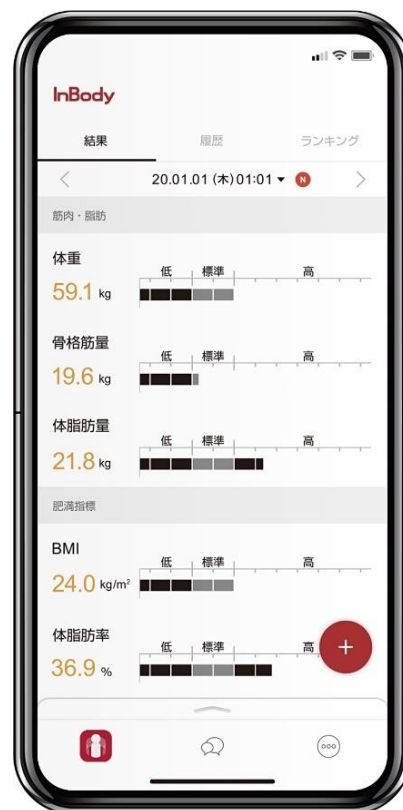 InBody
結果 履歴 ランキング
20.01.01 (木) 01:01 N
筋肉・脂肪
体重
低 標準 高
59.1 kg
骨格筋量
低 標準 高
19.6 kg
体脂肪量
低 標準 高
21.8 kg
肥満指標
BMI
低 標準 高
24.0 kg/m²
体脂肪率
低 標準 高
36.9 %